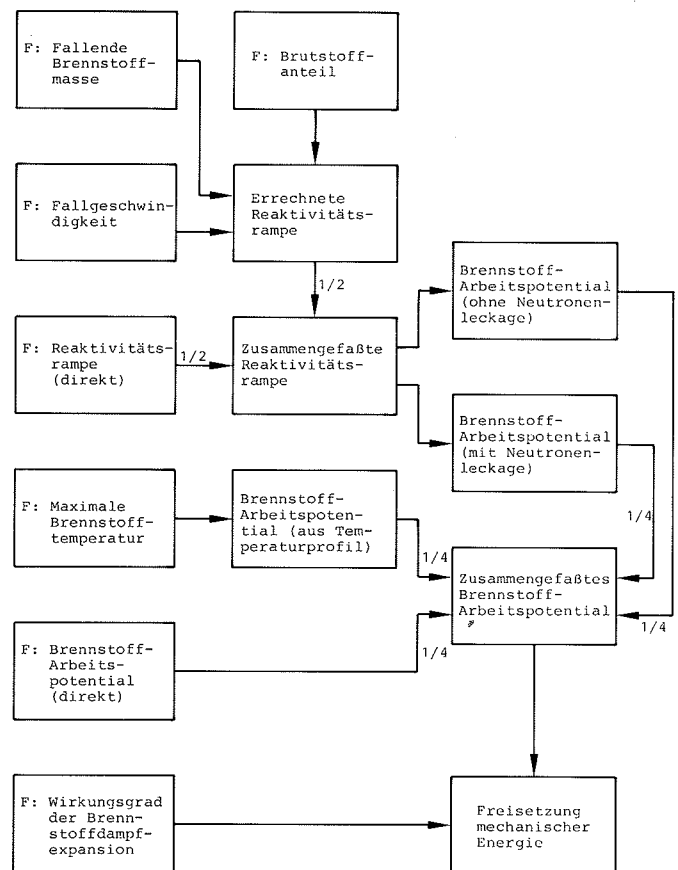 F: Fallende
Brennstoff-
masse
F: Brutstoff-
anteil
F: Fallgeschwin-
digkeit
Errechnete
Reaktivitäts-
rampe
1/2
Brennstoff-
Arbeitspotential
(ohne Neutronen-
leckage)
F: Reaktivitäts-
rampe
(direkt)
1/2
Zusammengefaßte
Reaktivitäts-
rampe
Brennstoff-
Arbeitspotential
(mit Neutronen-
leckage)
F: Maximale
Brennstoff-
temperatur
Brennstoff-
Arbeitspoten-
tial (aus Tem-
peraturprofil)
1/4
1/4
Zusammengefaßtes
Brennstoff-
Arbeitspotential
1/4
1/4
F: Brennstoff-
Arbeits-
potential
(direkt)
F: Wirkungsgrad
der Brenn-
stoffdampf-
expansion
Freisetzung
mechanischer
Energie